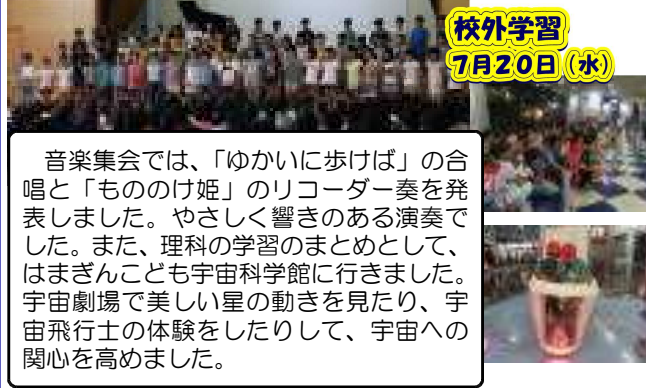 校外学習
7月20日(水)
音楽集会では、「ゆかいに歩けば」の合
唱と「もののけ姫」のリコーダー奏を発
表しました。やさしく響きのある演奏で
した。また、理科の学習のまとめとして、
はまぎんこども宇宙科学館に行きました。
宇宙劇場で美しい星の動きを見たり、宇
宙飛行士の体験をしたりして、宇宙への
関心を高めました。